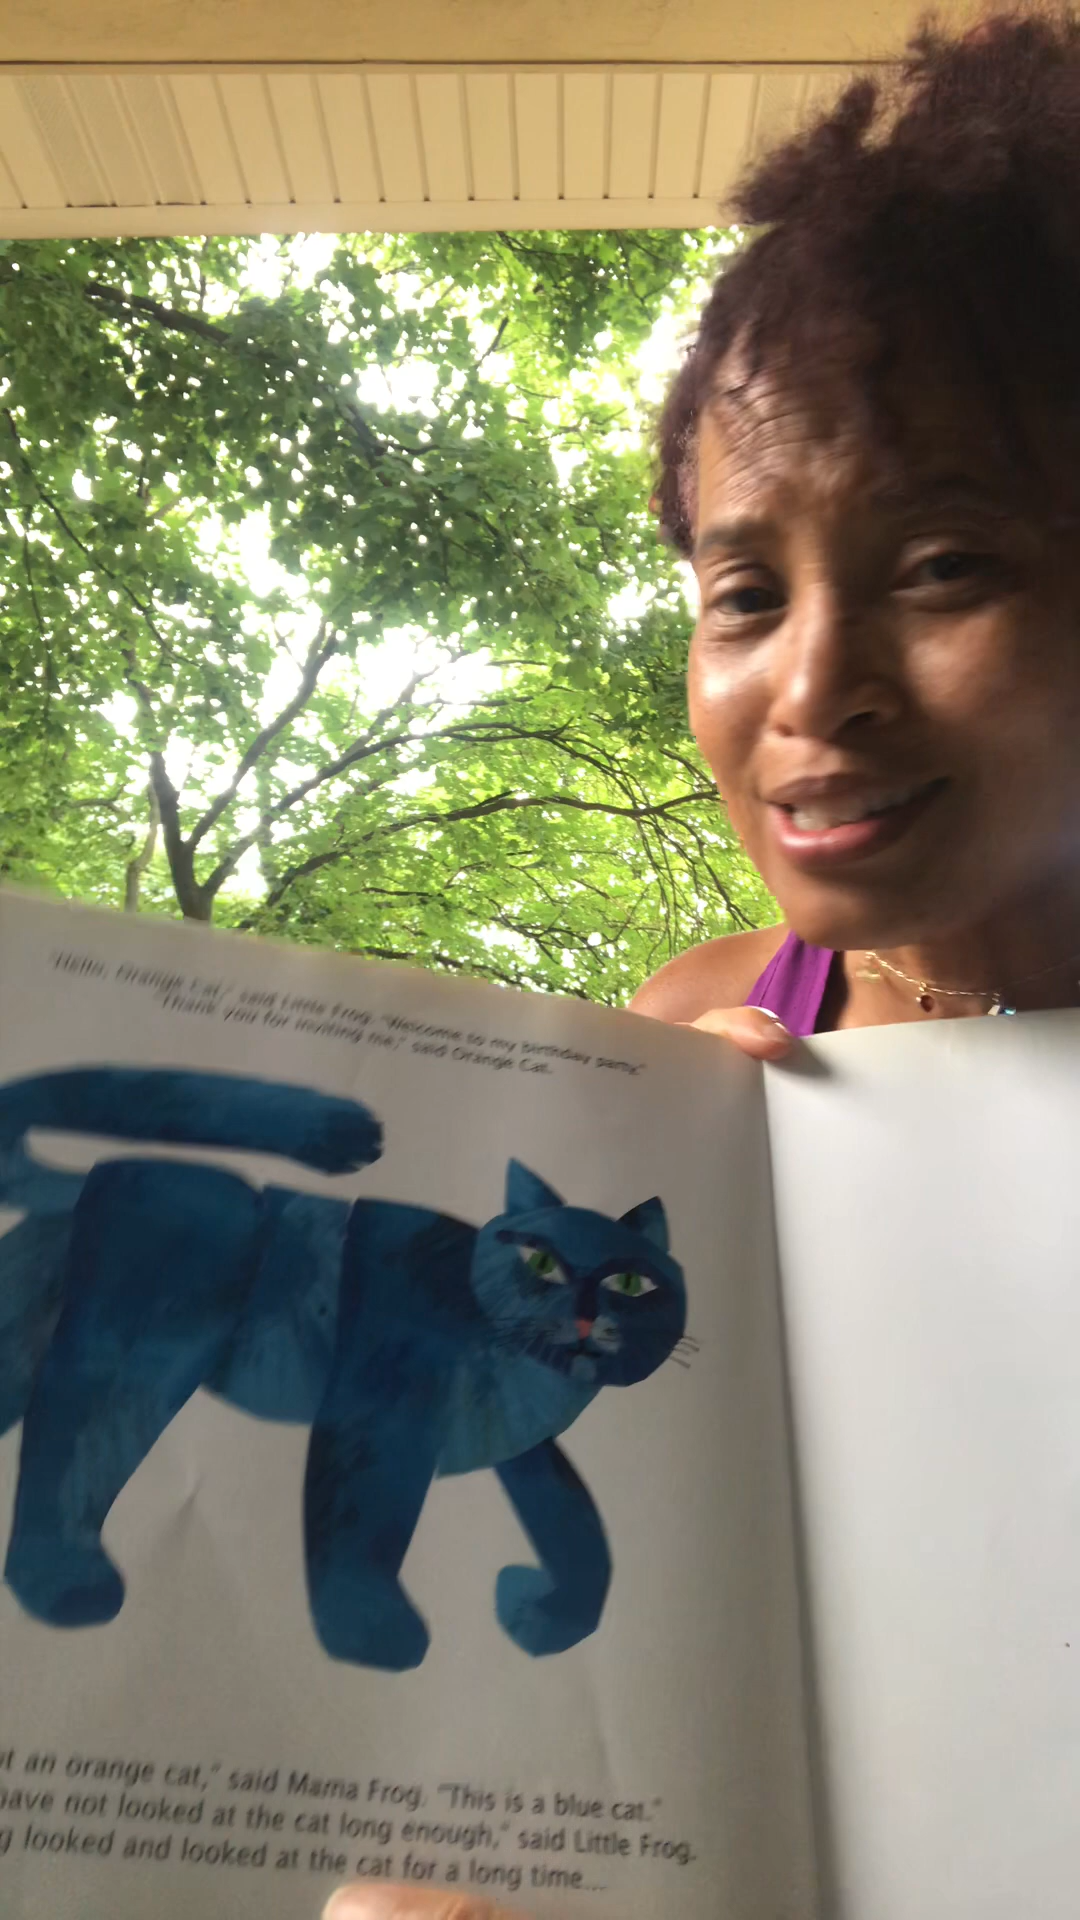 "Hello, Orange Cat," said Little Frog. "Welcome to my birthday party."
"Thank you for inviting me," said Orange Cat.
an orange cat," said Mama Frog. "This is a blue cat."
have not looked at the cat long enough," said Little Frog.
looked and looked at the cat for a long time...